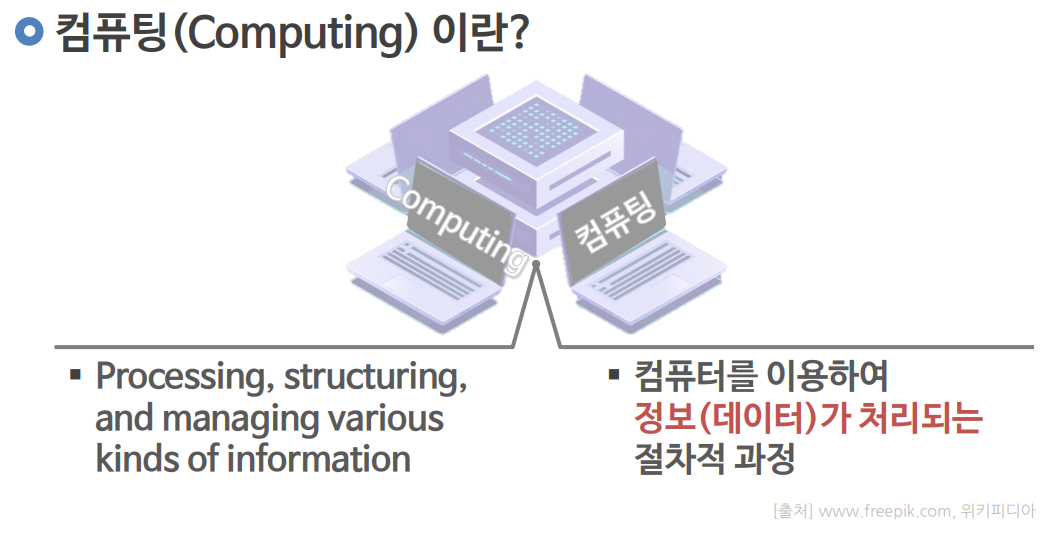 컴퓨팅(Computing) 이란?
Computing
컴퓨팅
▪ Processing, structuring,
and managing various
kinds of information
▪ 컴퓨터를 이용하여
정보(데이터)가 처리되는
절차적 과정
[출처] www.freepik.com, 위키피디아